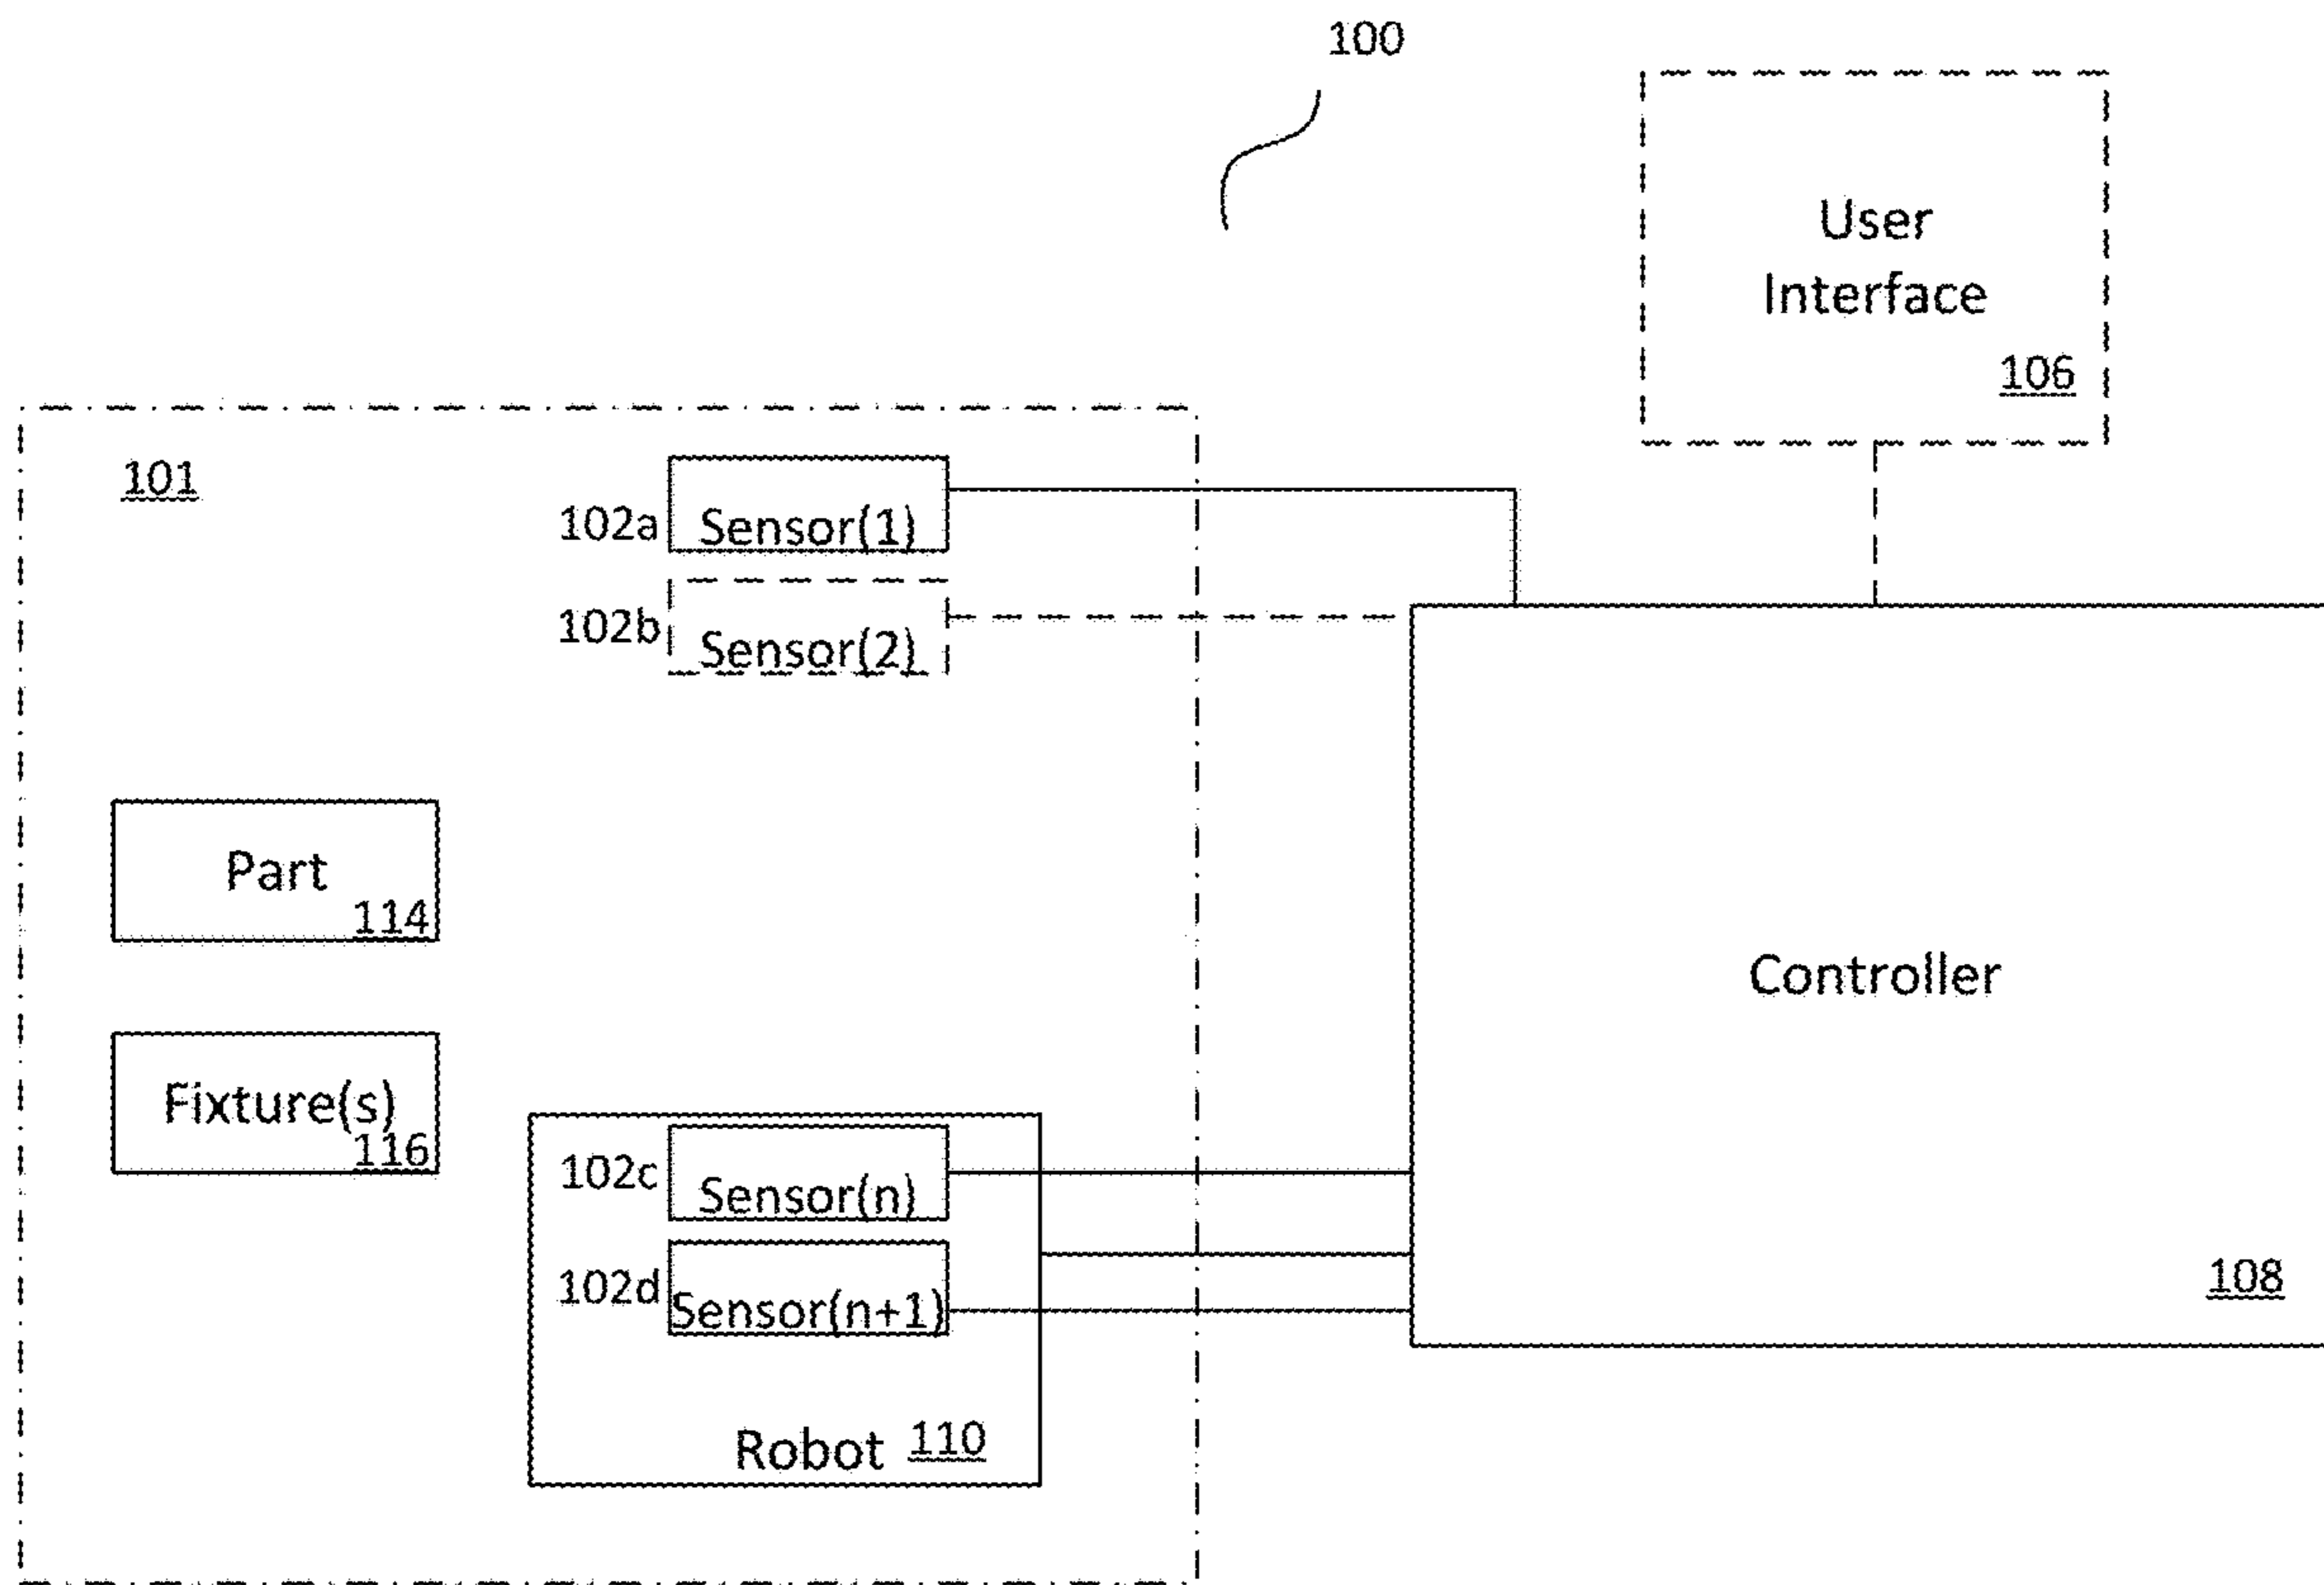 100
User
Interface
106
101
102a
Sensor(1)
102b
Sensor(2)
Part
114
Controller
Fixture(s)
116
102c
Sensor(n)
102d
Sensor(n+1)
108
Robot 110